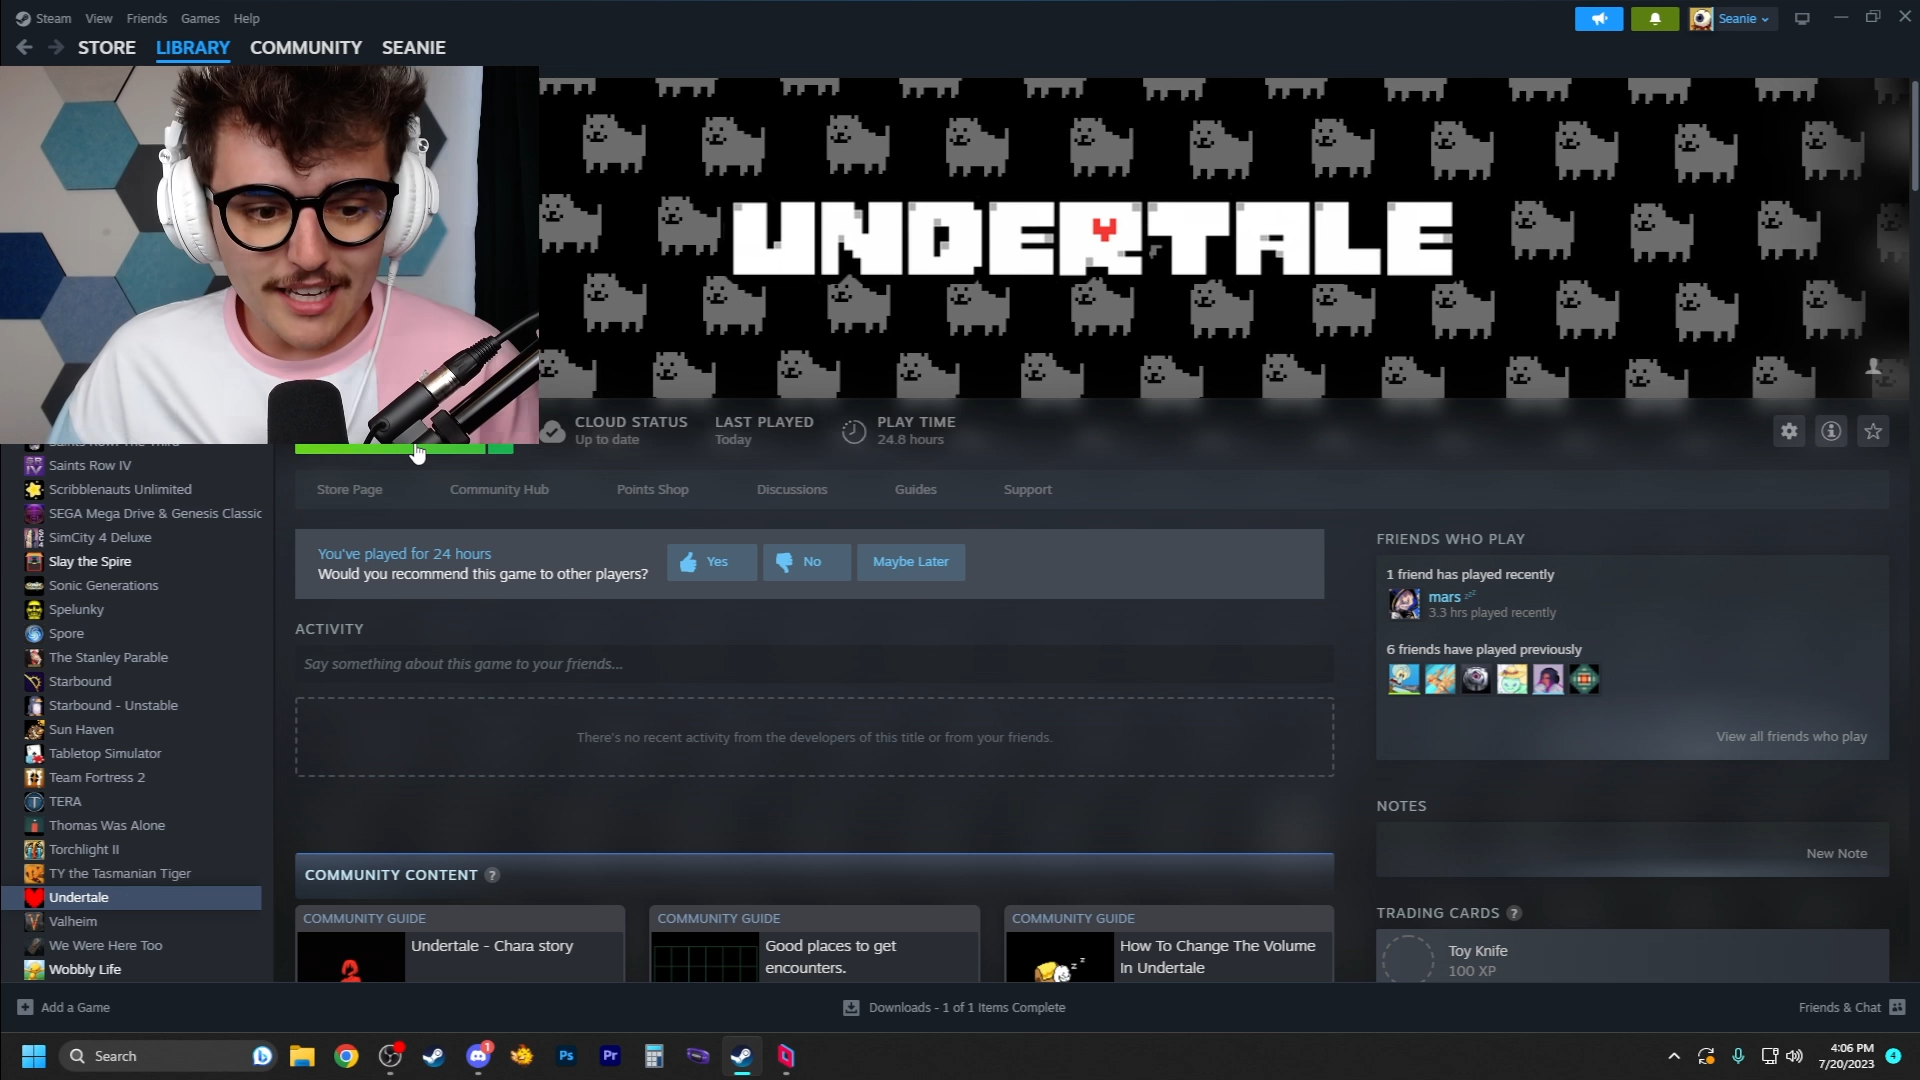 Steam View Friends Games Help
Seanie
STORE LIBRARY COMMUNITY SEANIE
UNDERTALE
CLOUD STATUS
Up to date
LAST PLAYED
Today
PLAY TIME
24.8 hours
Saints Row IV
Scribblenauts Unlimited
SEGA Mega Drive & Genesis Classic
SimCity 4 Deluxe
Slay the Spire
Sonic Generations
Spelunky
Spore
The Stanley Parable
Starbound
Starbound - Unstable
Sun Haven
Tabletop Simulator
Team Fortress 2
TERA
Thomas Was Alone
Torchlight II
TY the Tasmanian Tiger
Undertale
Valheim
We Were Here Too
Wobbly Life
Store Page Community Hub Points Shop Discussions Guides Support
You've played for 24 hours
Would you recommend this game to other players?
Yes No Maybe Later
ACTIVITY
Say something about this game to your friends...
There's no recent activity from the developers of this title or from your friends.
COMMUNITY CONTENT ?
COMMUNITY GUIDE
Undertale - Chara story
COMMUNITY GUIDE
Good places to get
encounters.
COMMUNITY GUIDE
How To Change The Volume
In Undertale
FRIENDS WHO PLAY
1 friend has played recently
mars
3.3 hrs played recently
6 friends have played previously
View all friends who play
NOTES
New Note
TRADING CARDS ?
Toy Knife
100 XP
Add a Game
Downloads - 1 of 1 Items Complete
Friends & Chat
Search
Ps
Pr
1
4:06 PM
7/20/2023
4